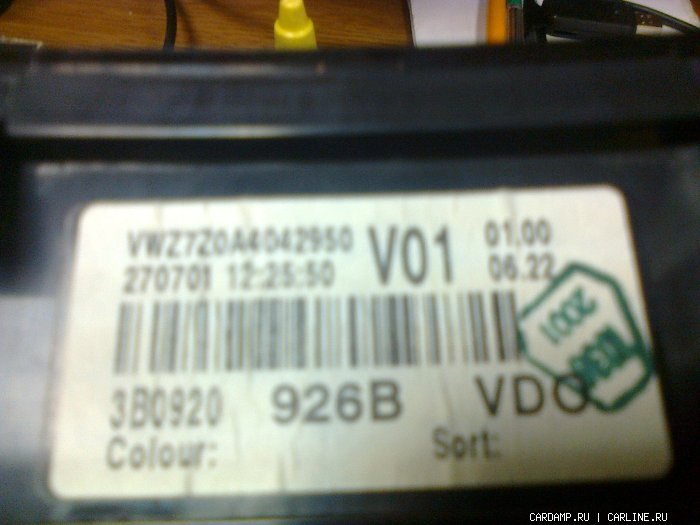 VWZ7Z0A4042950 V01 01.00
270701 12:25:50 06.22
2001
3B0920 926B VDO
Colour: Sort:
CARDAMP.RU | CARLINE.RU